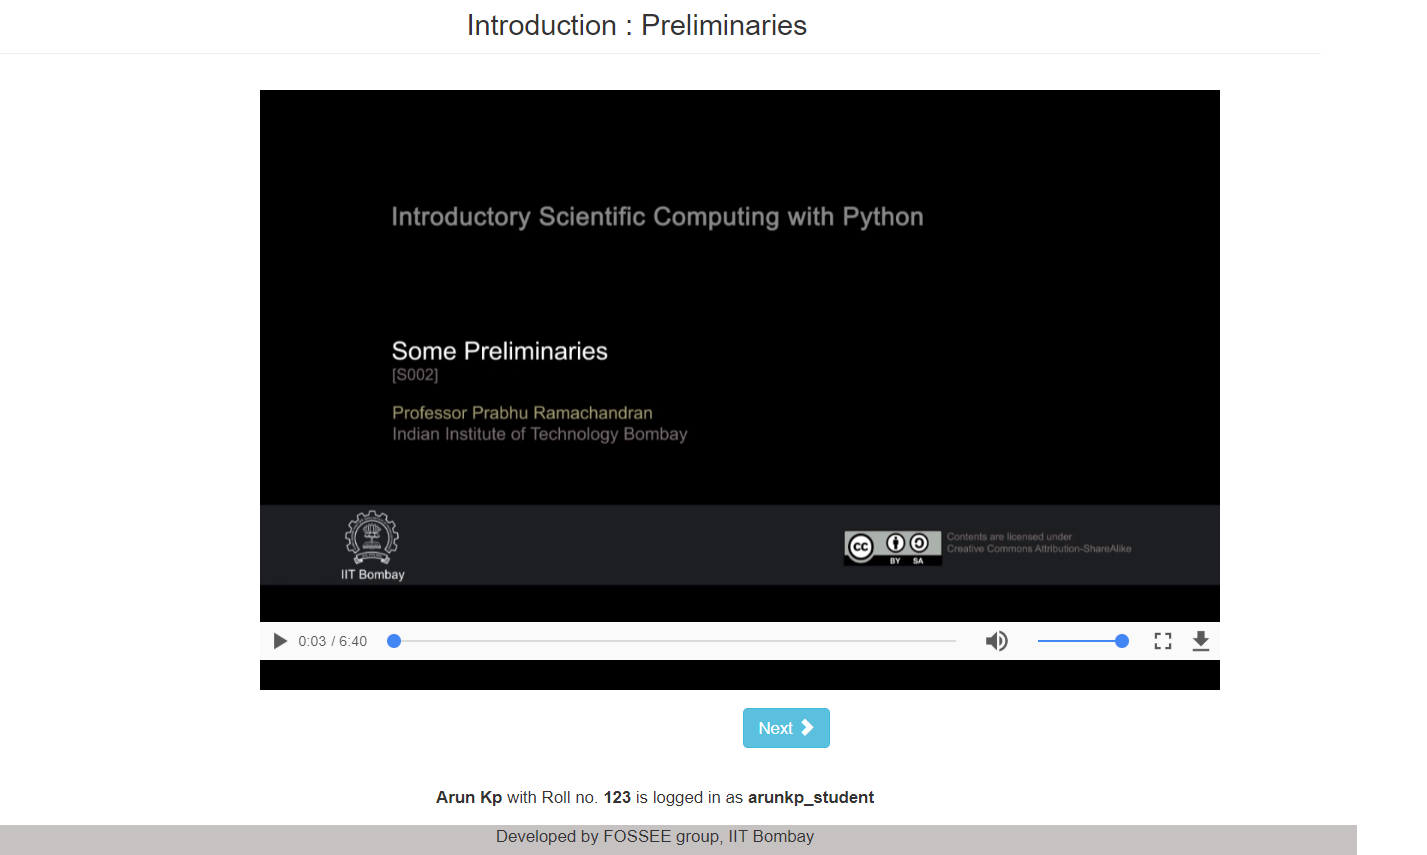 Introduction : Preliminaries
Introductory Scientific Computing with Python
Some Preliminaries
[S002]
Professor Prabhu Ramachandran
Indian Institute of Technology Bombay
IIT Bombay
cc
BY SA
Contents are licensed under
Creative Commons Attribution-ShareAlike
0:03 / 6:40
Next
Arun Kp with Roll no. 123 is logged in as arunkp_student
Developed by FOSSEE group, IIT Bombay